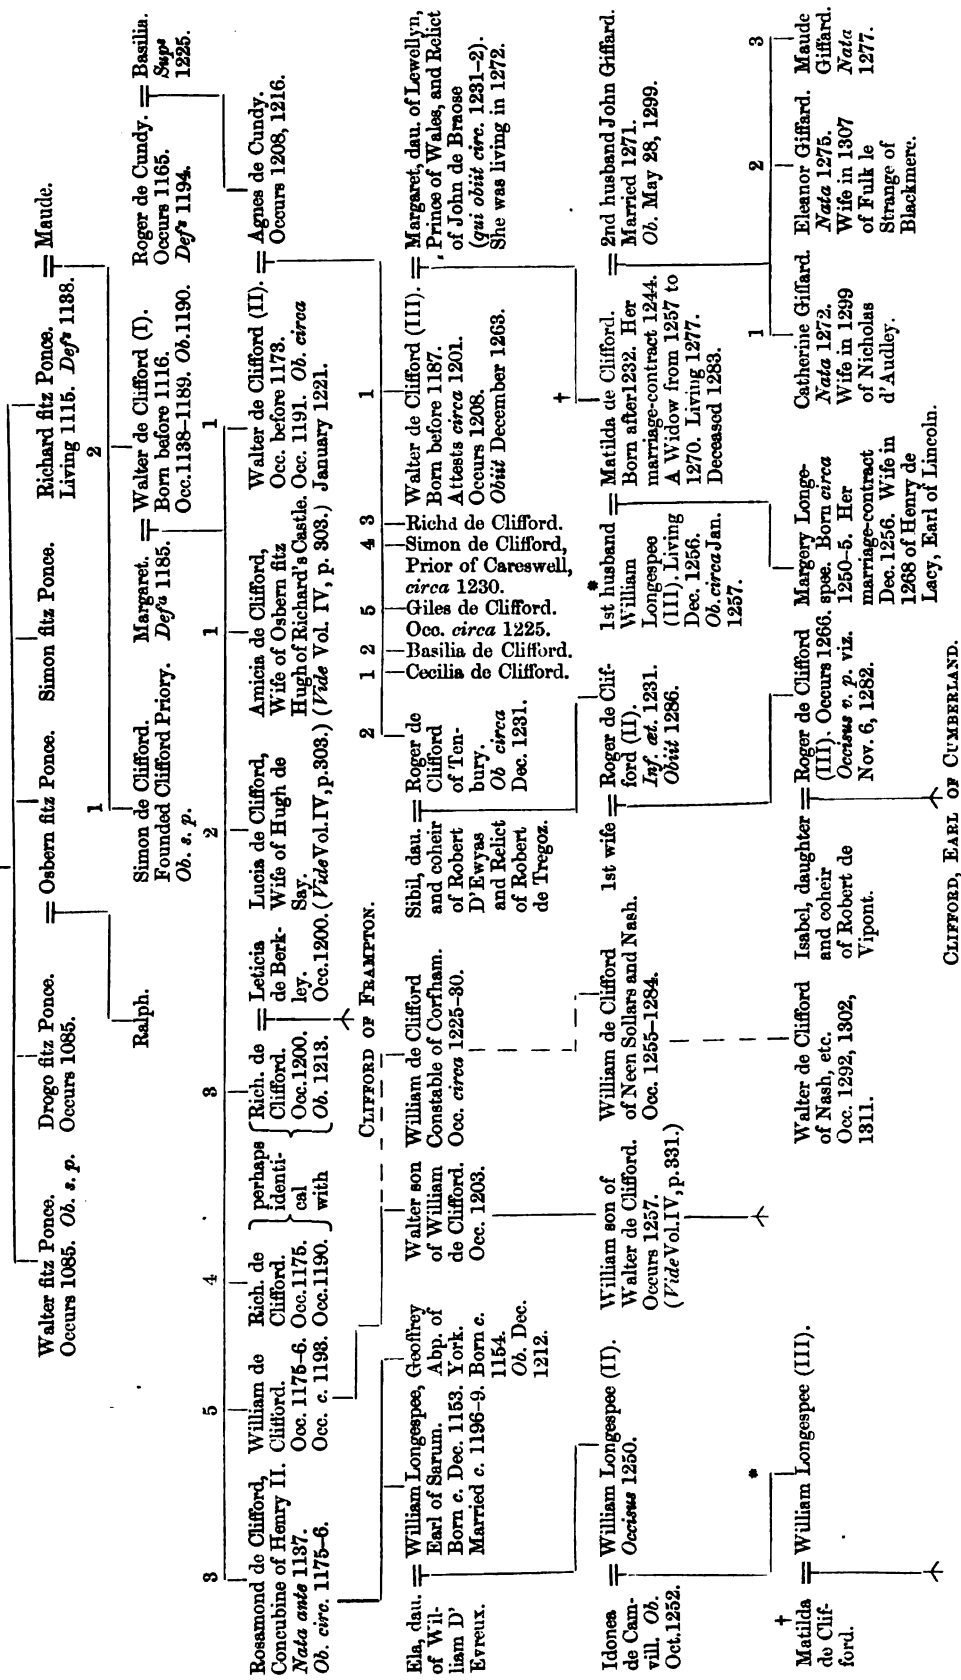 Walter fitz Ponce.
Occurs 1085. Ob. s. p.
Drogo fitz Ponce.
Occurs 1085.
= Osbern fitz Ponce.
Simon fitz Ponce.
Richard fitz Ponce. = Maude.
Living 1115. Defs 1138.
Ralph.
1
2
Simon de Clifford.
Founded Clifford Priory.
Ob. s. p.
Margaret. = Walter de Clifford (I).
Defa 1185.
Born before 1116.
Occ. 1138-1189. Ob. 1190.
Roger de Cundy. = Basilia.
Occurs 1165.
Defs 1194.
Sups
1225.
3
5
4
3
2
1
1
Rosamond de Clifford,
Concubine of Henry II.
Nata ante 1137.
Ob. circ. 1175-6.
William de
Clifford.
Occ. 1175-6.
Occ. c. 1193.
Rich. de
Clifford.
Occ. 1175.
Occ. 1190.
perhaps
identi-
cal
with
Rich. de
Clifford.
Occ. 1200.
Ob. 1213.
= Leticia
de Berk-
ley.
Occ. 1200.
Lucia de Clifford,
Wife of Hugh de
Say.
(Vide Vol. IV, p. 303.)
Amicia de Clifford,
Wife of Osbern fitz
Hugh of Richard's Castle.
(Vide Vol. IV, p. 303.)
Walter de Clifford (II). = Agnes de Cundy.
Occ. before 1173.
Occ. 1191. Ob. circa
January 1221.
Occurs 1208, 1216.
CLIFFORD OF FRAMPTON.
Ela, dau. = William Longespee,
of Wil-
liam D'
Evreux.
Earl of Sarum.
Born c. Dec. 1153.
Married c. 1196-9.
Geoffrey
Abp. of
York.
Born c.
1154.
Ob. Dec.
1212.
Walter son
of William
de Clifford.
Occ. 1203.
William de Clifford
Constable of Corfham.
Occ. circa 1225-30.
2
Sibil, dau. = Roger de
and coheir
of Robert
D'Ewyas
and Relict
of Robert
de Tregoz.
Clifford
of Ten-
bury.
Ob circa
Dec. 1231.
1 Cecilia de Clifford.
2 Basilia de Clifford.
5 Giles de Clifford.
Occ. circa 1225.
4 Simon de Clifford,
Prior of Careswell,
circa 1230.
3 Richd de Clifford.
1
Walter de Clifford (III). = Margaret, dau. of Lewellyn,
Born before 1187.
Attests circa 1201.
Occurs 1208.
Obiit December 1263.
Prince of Wales, and Relict
of John de Braose
(qui obiit circ. 1231-2).
She was living in 1272.
Idonea = William Longespee (II).
de Cam-
vill. Ob.
Oct. 1252.
Occisus 1250.
William son of
Walter de Clifford.
Occurs 1257.
(Vide Vol. IV, p. 331.)
William de Clifford
of Neen Sollars and Nash.
Occ. 1255-1284.
1st wife = Roger de Clif-
ford (II).
Inf. æt. 1231.
Obiit 1286.
*
1st husband =
William
Longespee
(III). Living
Dec. 1256.
Ob. circa Jan.
1257.
†
Matilda de Clifford. = 2nd husband John Giffard.
Born after 1232. Her
marriage-contract 1244.
A Widow from 1257 to
1270. Living 1277.
Deceased 1283.
Married 1271.
Ob. May 28, 1299.
†
Matilda =
de Clif-
ford.
*
William Longespee (III).
Walter de Clifford
of Nash, etc.
Occ. 1292, 1302,
1311.
Isabel, daughter = Roger de Clifford
and coheir
of Robert de
Vipont.
(III). Occurs 1266.
Occisus v. p. viz.
Nov. 6, 1282.
Margery Longe-
spee. Born circa
1250-5. Her
marriage-contract
Dec. 1256. Wife in
1268 of Henry de
Lacy, Earl of Lincoln.
1
Catherine Giffard.
Nata 1272.
Wife in 1299
of Nicholas
d'Audley.
2
Eleanor Giffard.
Nata 1275.
Wife in 1307
of Fulk le
Strange of
Blackmere.
3
Maude
Giffard.
Nata
1277.
CLIFFORD, EARL OF CUMBERLAND.